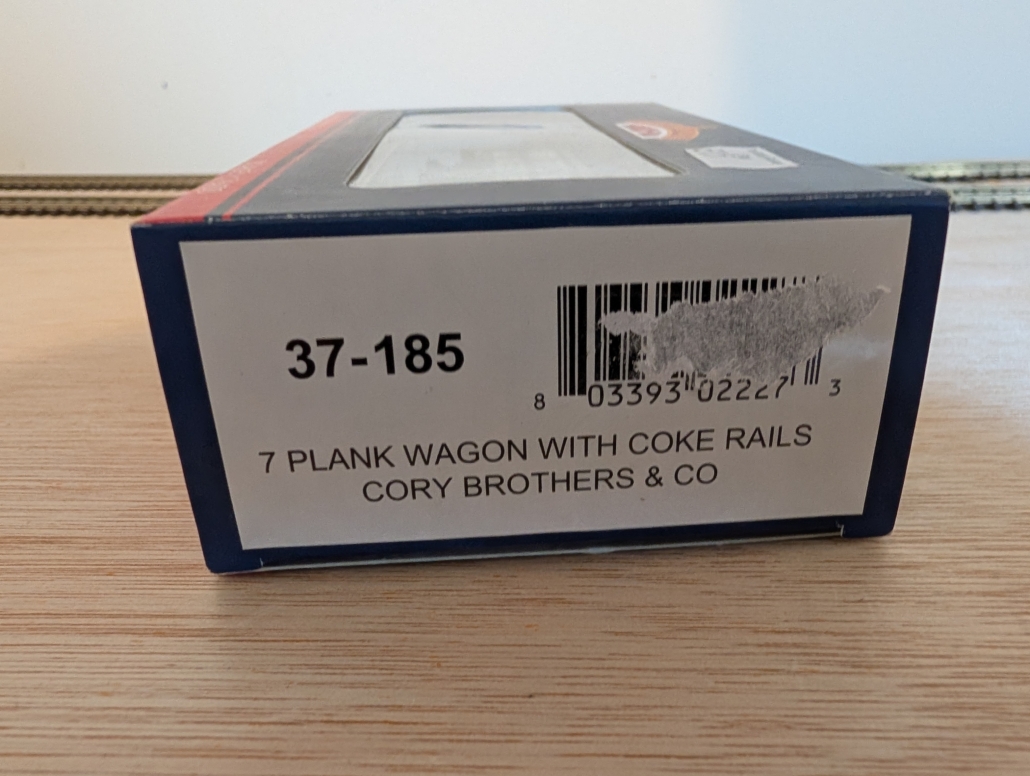 37-185
8 03393 02227 3
7 PLANK WAGON WITH COKE RAILS
CORY BROTHERS & CO